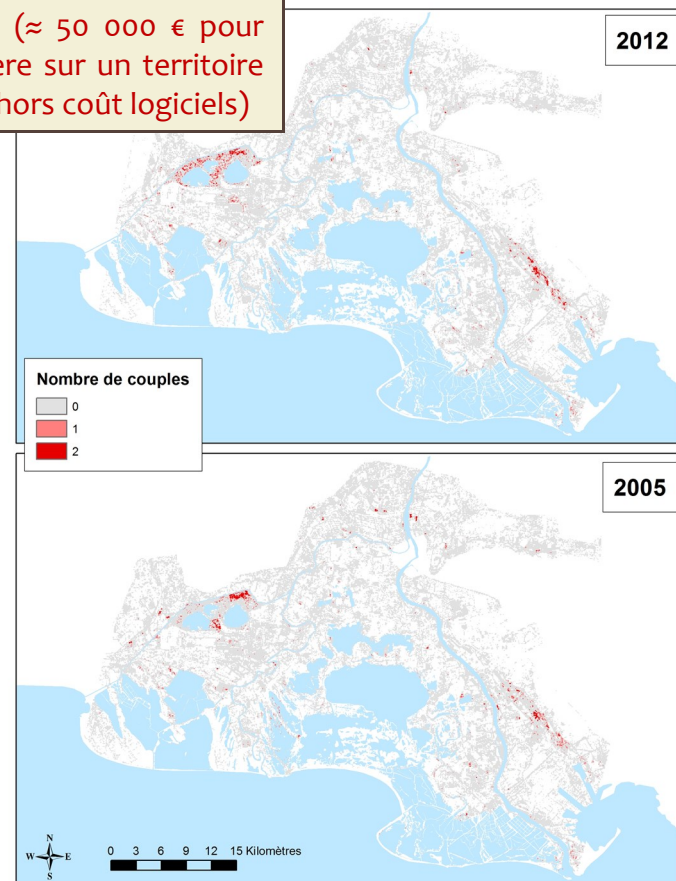 (≈ 50 000 € pour
sur un territoire
hors coût logiciels)
2012
Nombre de couples
0
1
2
2005
N
W E
S
0 3 6 9 12 15 Kilomètres